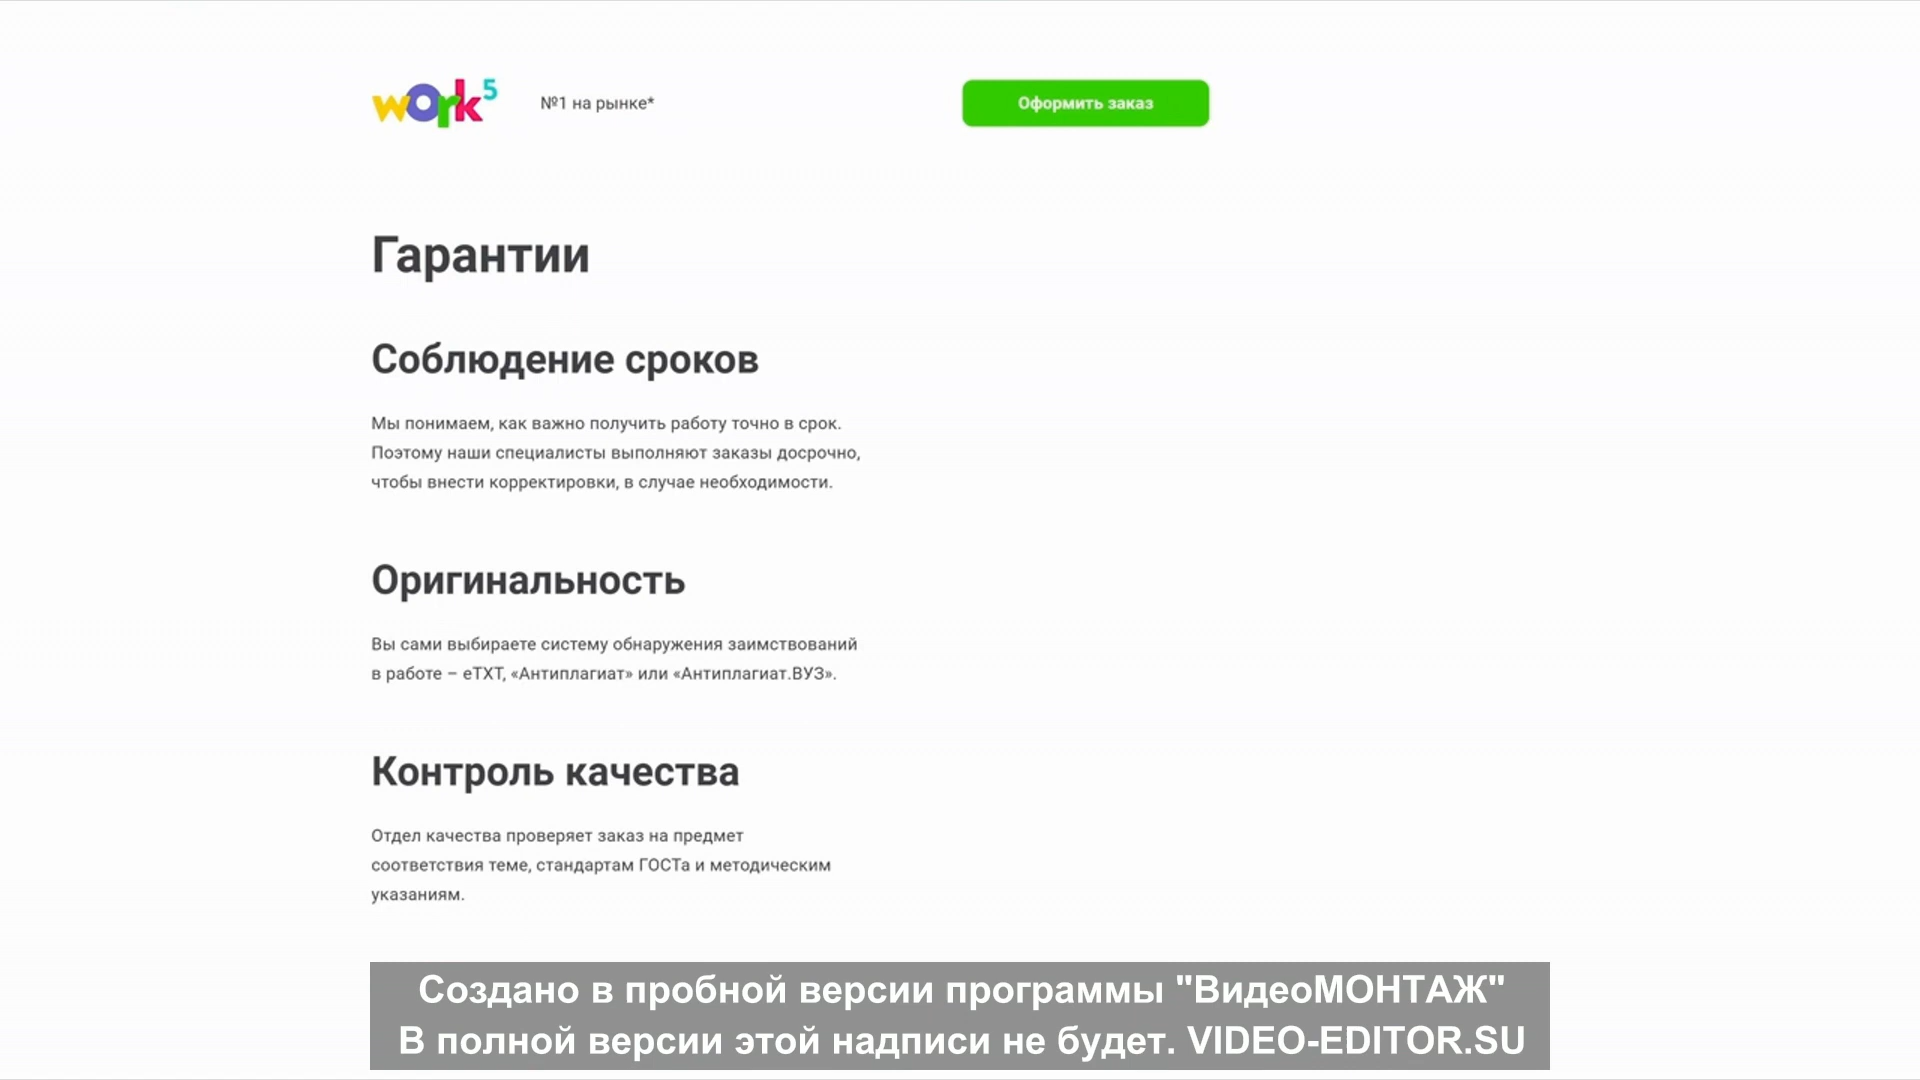 work5
№1 на рынке*
Оформить заказ
Гарантии
Соблюдение сроков
Мы понимаем, как важно получить работу точно в срок.
Поэтому наши специалисты выполняют заказы досрочно,
чтобы внести корректировки, в случае необходимости.
Оригинальность
Вы сами выбираете систему обнаружения заимствований
в работе – eTXT, «Антиплагиат» или «Антиплагиат.ВУЗ».
Контроль качества
Отдел качества проверяет заказ на предмет
соответствия теме, стандартам ГОСТа и методическим
указаниям.
Создано в пробной версии программы "ВидеоМОНТАЖ"
В полной версии этой надписи не будет. VIDEO-EDITOR.SU